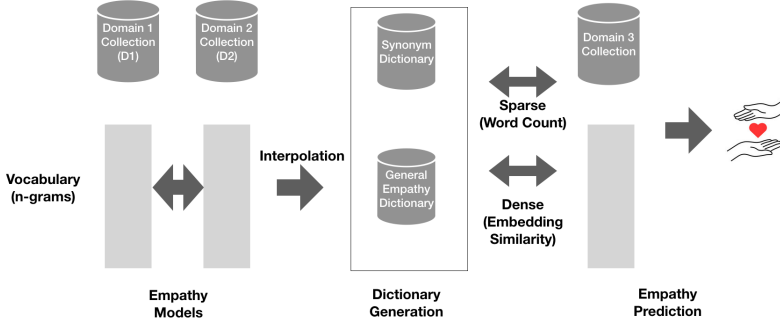 Domain 1
Collection
(D1)
Domain 2
Collection
(D2)
Synonym
Dictionary
Domain 3
Collection
Sparse
(Word Count)
Vocabulary
(n-grams)
Interpolation
General
Empathy
Dictionary
Dense
(Embedding
Similarity)
Empathy
Models
Dictionary
Generation
Empathy
Prediction